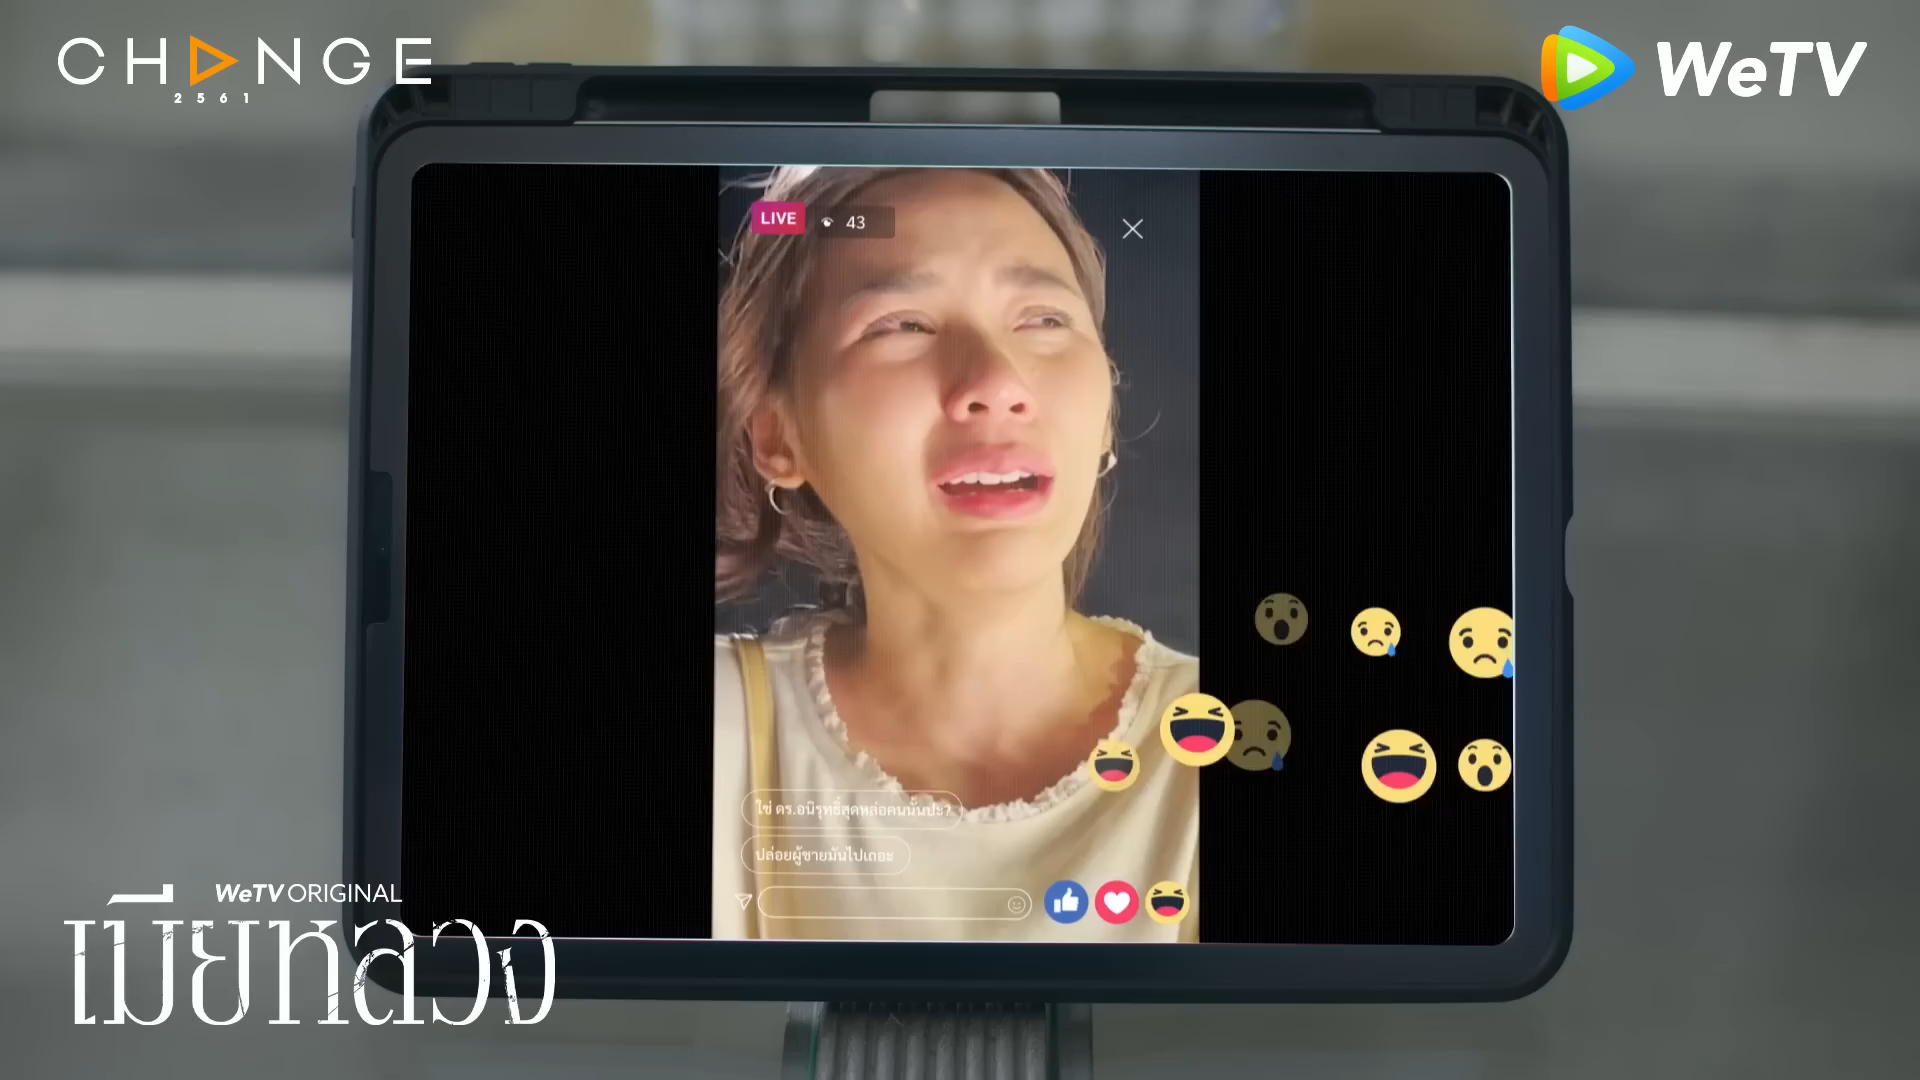 CHANGE
2561
WeTV
LIVE
43
ใช่ ดร.อนิรุทธิ์สุดหล่อคนนั้นปะ?
ปล่อยผู้ชายมันไปเถอะ
WeTV ORIGINAL
เมียหลวง